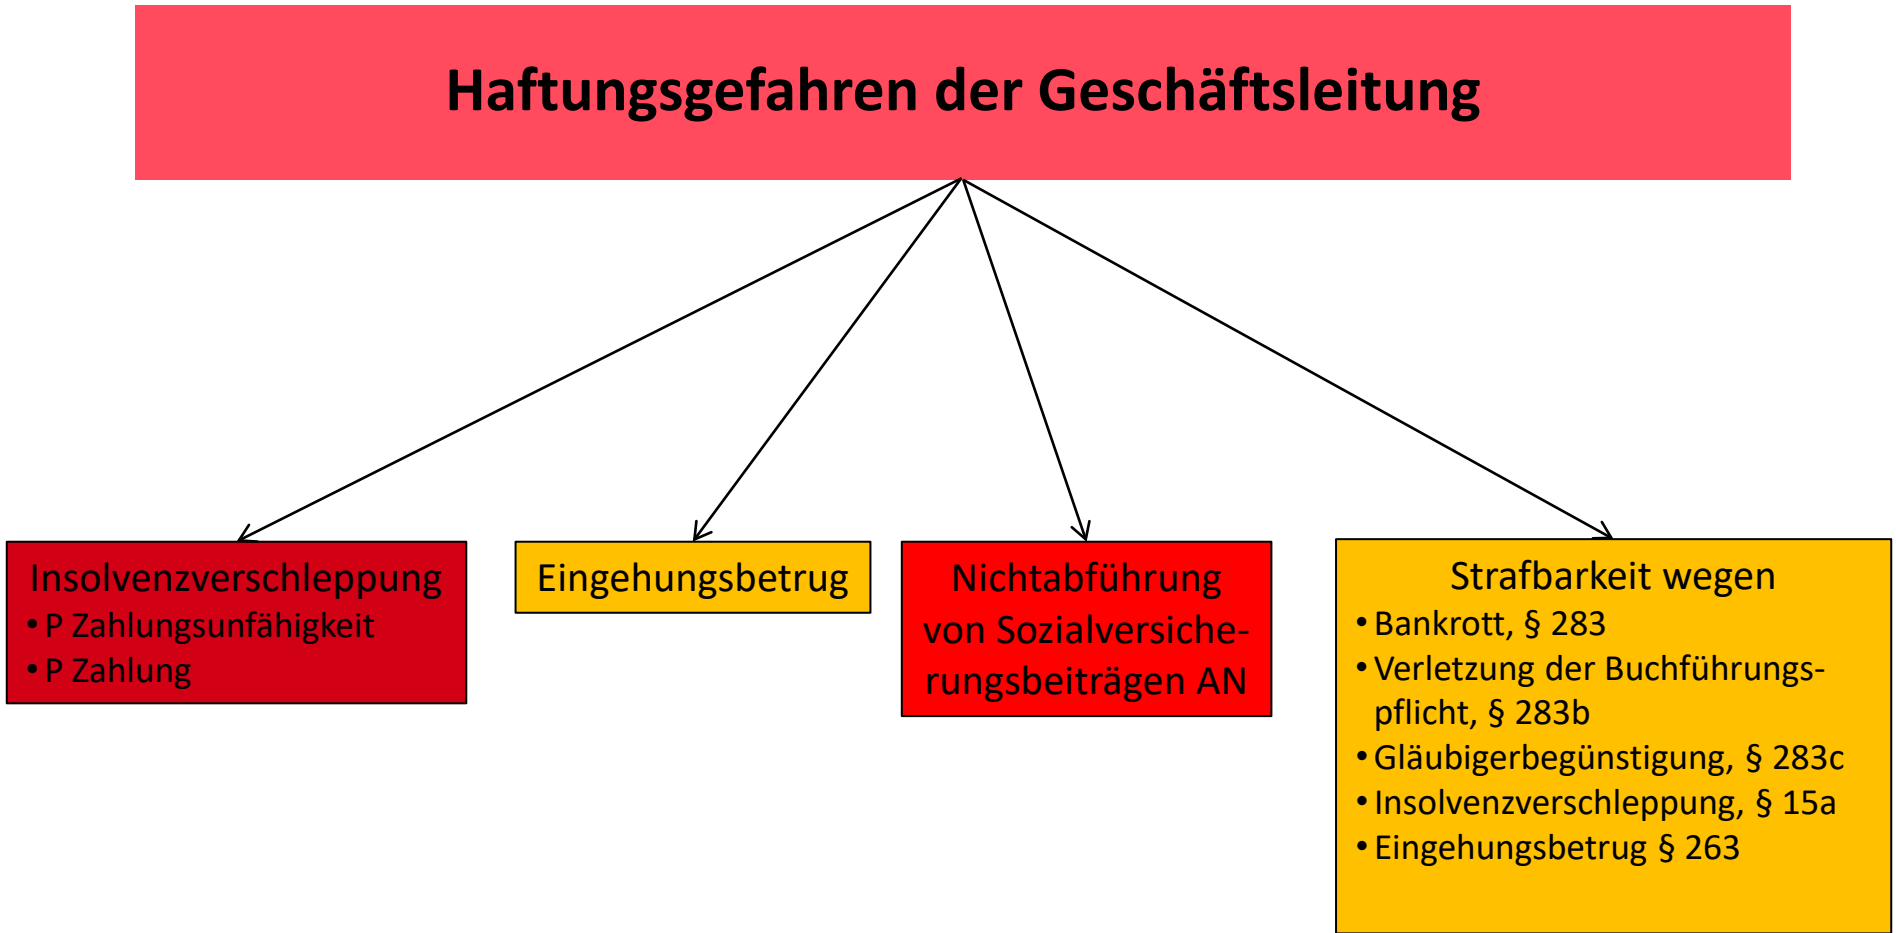 Haftungsgefahren der Geschäftsleitung
Insolvenzverschleppung
• P Zahlungsunfähigkeit
• P Zahlung
Eingehungsbetrug
Nichtabführung
von Sozialversiche-
rungsbeiträgen AN
Strafbarkeit wegen
• Bankrott, § 283
• Verletzung der Buchführungs-
pflicht, § 283b
• Gläubigerbegünstigung, § 283c
• Insolvenzverschleppung, § 15a
• Eingehungsbetrug § 263